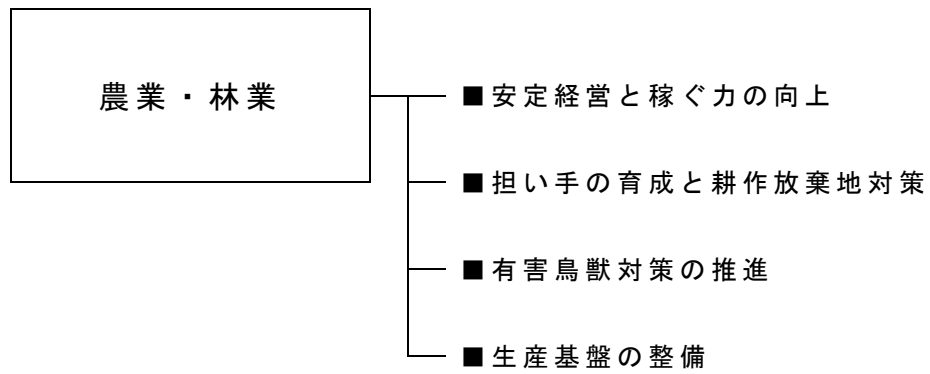 農業・林業
■安定経営と稼ぐ力の向上
■担い手の育成と耕作放棄地対策
■有害鳥獣対策の推進
■生産基盤の整備